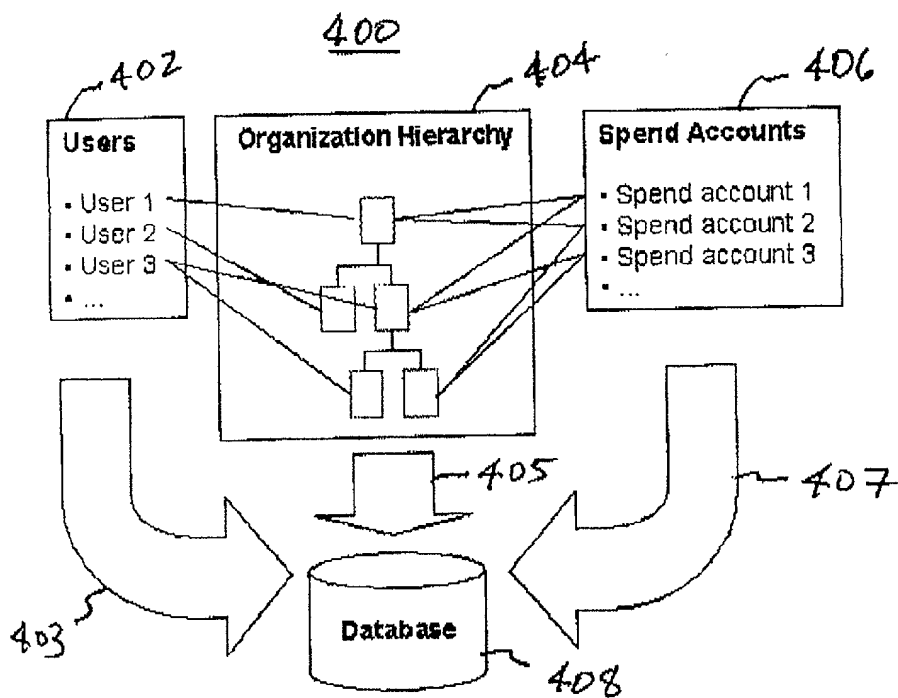 400
402
404
406
Users
▪ User 1
▪ User 2
▪ User 3
▪ ...
Organization Hierarchy
Spend Accounts
▪ Spend account 1
▪ Spend account 2
▪ Spend account 3
▪ ...
405
407
403
Database
408